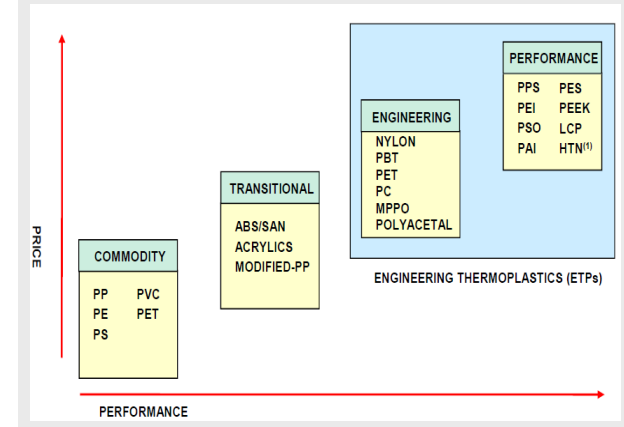 PERFORMANCE
PPS PES
PEI PEEK
PSO LCP
PAI HTN(1)
ENGINEERING
NYLON
PBT
PET
PC
MPPO
POLYACETAL
TRANSITIONAL
ABS/SAN
ACRYLICS
MODIFIED-PP
COMMODITY
PP PVC
PE PET
PS
ENGINEERING THERMOPLASTICS (ETPs)
PRICE
PERFORMANCE